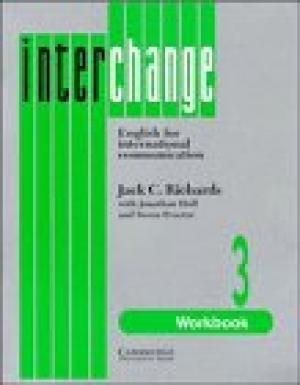 interchange
English for
international
communication
Jack C. Richards
with Jonathan Hull
and Susan Proctor
3
Workbook
CAMBRIDGE